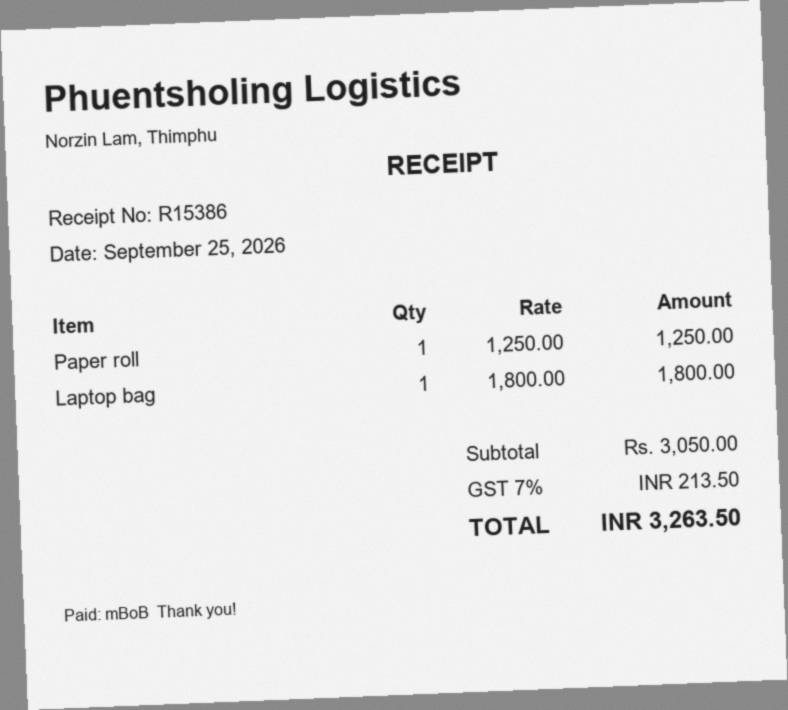 Phuentsholing Logistics
Norzin Lam, Thimphu
RECEIPT
Receipt No: R15386
Date: September 25, 2026
Item Qty Rate Amount
Paper roll 1 1,250.00 1,250.00
Laptop bag 1 1,800.00 1,800.00
Subtotal Rs. 3,050.00
GST 7% INR 213.50
TOTAL INR 3,263.50
Paid: mBoB Thank you!